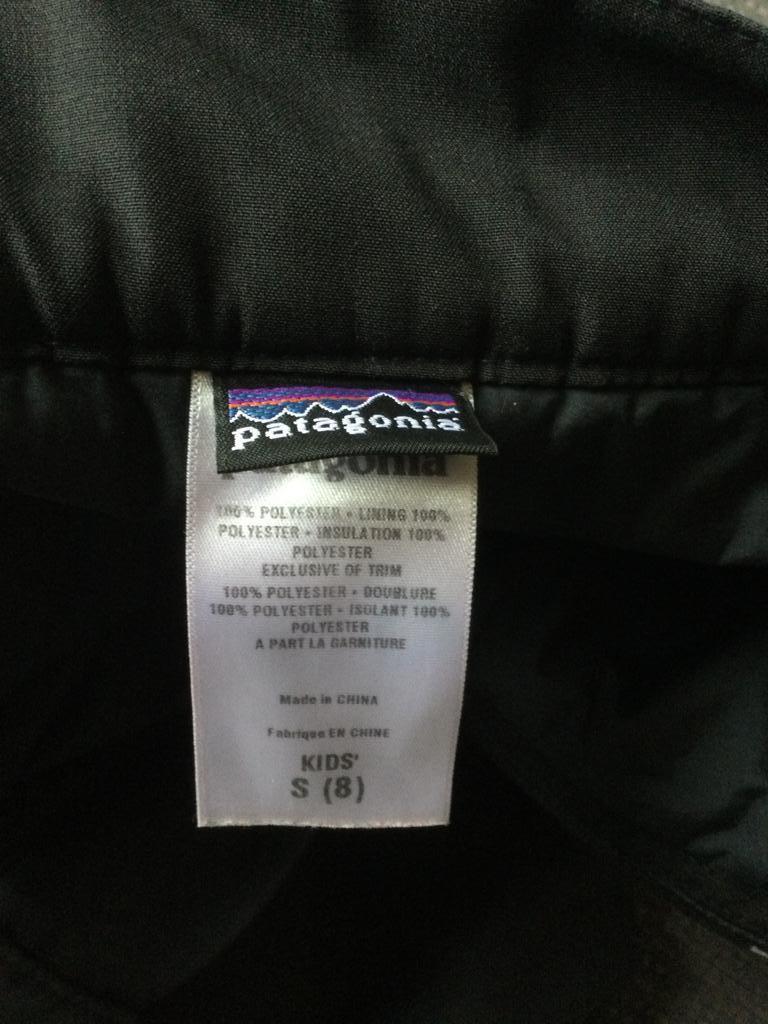 patagonia
100% POLYESTER • LINING 100%
POLYESTER • INSULATION 100%
POLYESTER
EXCLUSIVE OF TRIM
100% POLYESTER • DOUBLURE
100% POLYESTER • ISOLANT 100%
POLYESTER
A PART LA GARNITURE
Made in CHINA
Fabrique EN CHINE
KIDS'
S (8)